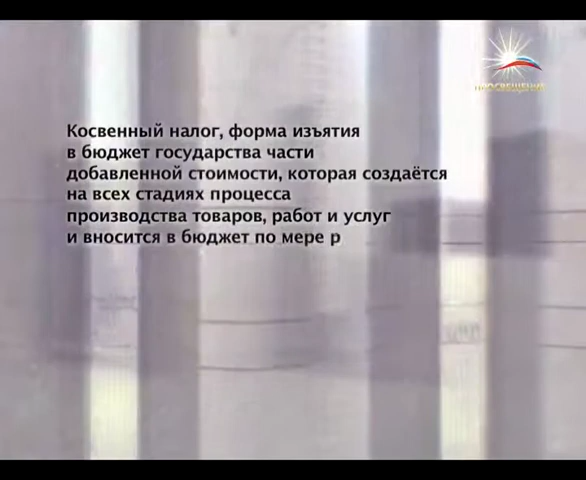 ПРОСВЕЩЕНИЕ
Косвенный налог, форма изъятия
в бюджет государства части
добавленной стоимости, которая создаётся
на всех стадиях процесса
производства товаров, работ и услуг
и вносится в бюджет по мере р